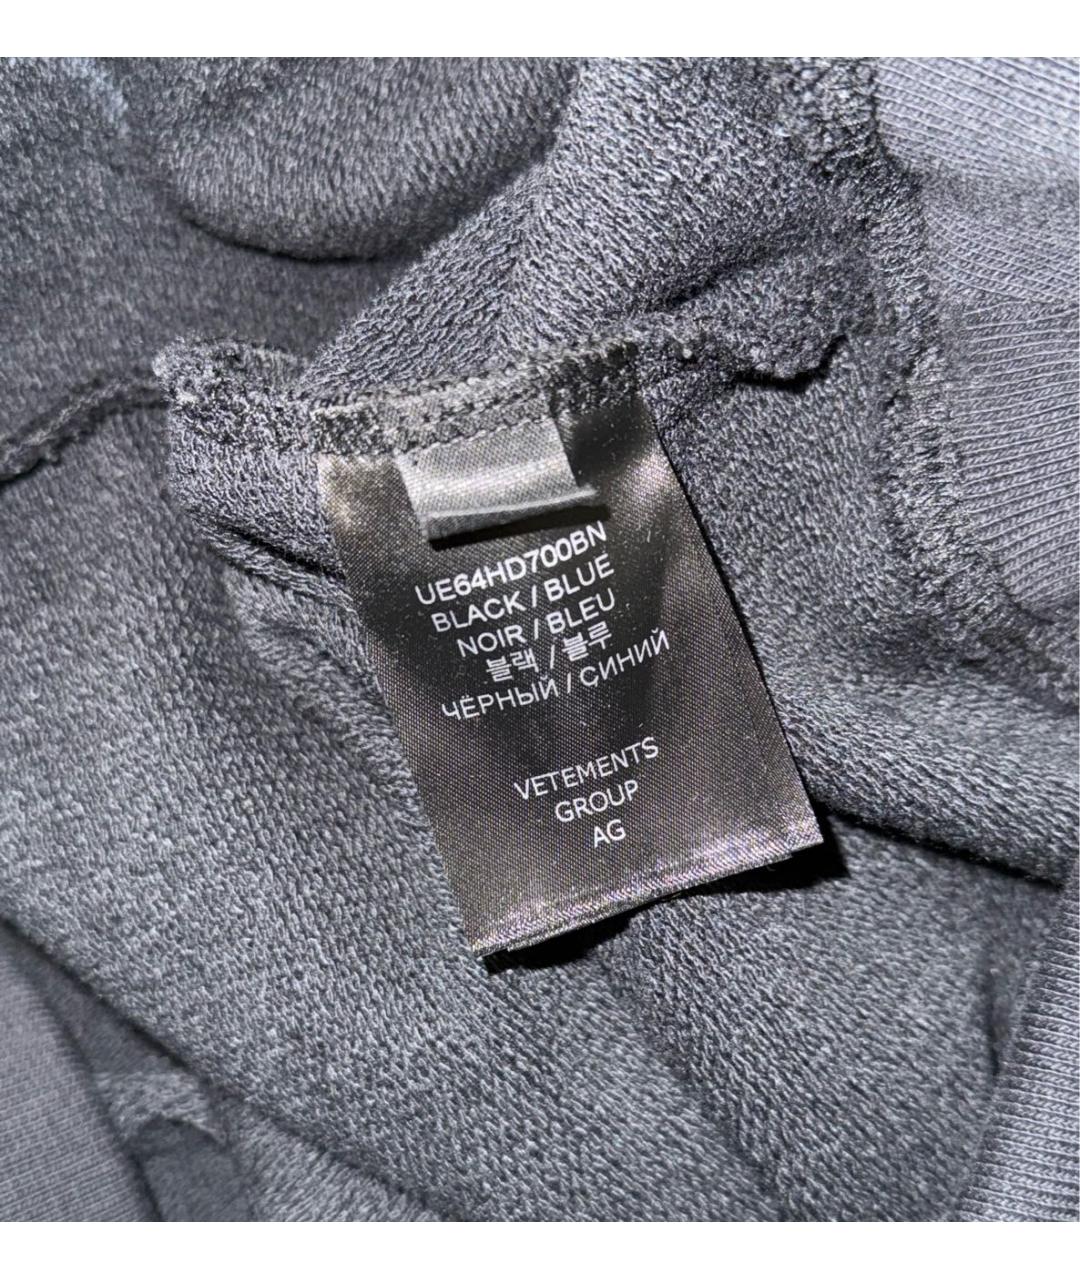 UE64HD700BN
BLACK / BLUE
NOIR / BLEU
블랙 / 블루
ЧЁРНЫЙ / СИНИЙ
VETEMENTS
GROUP
AG